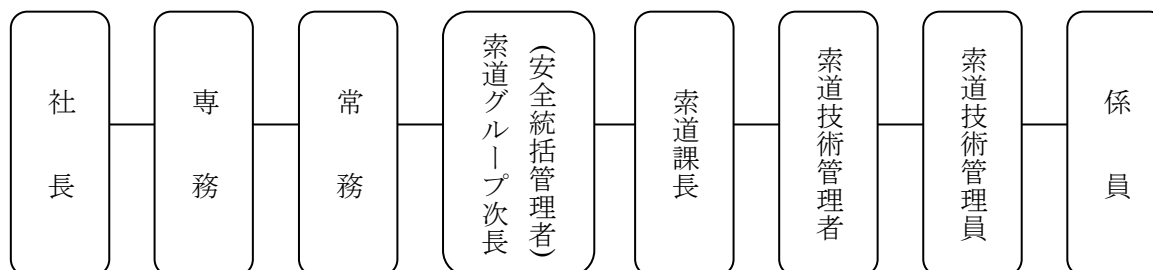 社長
専務
常務
(安全統括管理者)
索道グループ次長
索道課長
索道技術管理者
索道技術管理員
係員